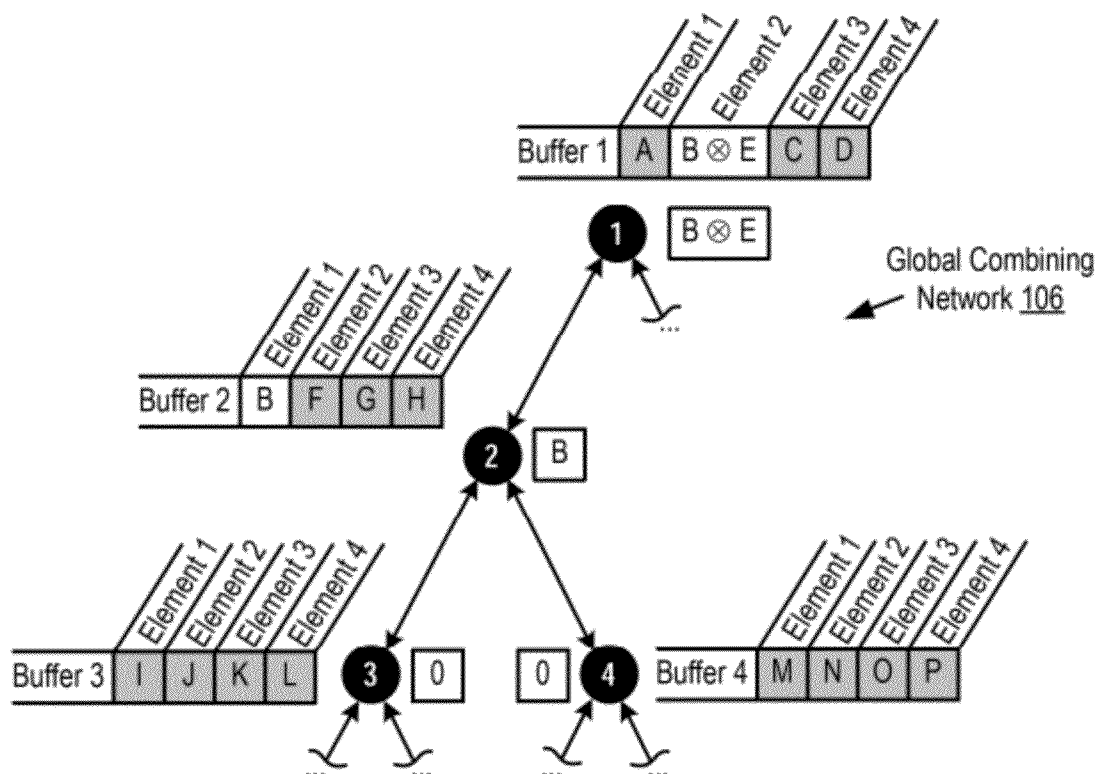 Element 1
Element 2
Element 3
Element 4
Buffer 1 A B ⊗ E C D
1 B ⊗ E
Global Combining
Network 106
...
Element 1
Element 2
Element 3
Element 4
Buffer 2 B F G H
2 B
Element 1
Element 2
Element 3
Element 4
Buffer 3 I J K L
3 0
0 4
Element 1
Element 2
Element 3
Element 4
Buffer 4 M N O P
... ... ... ...